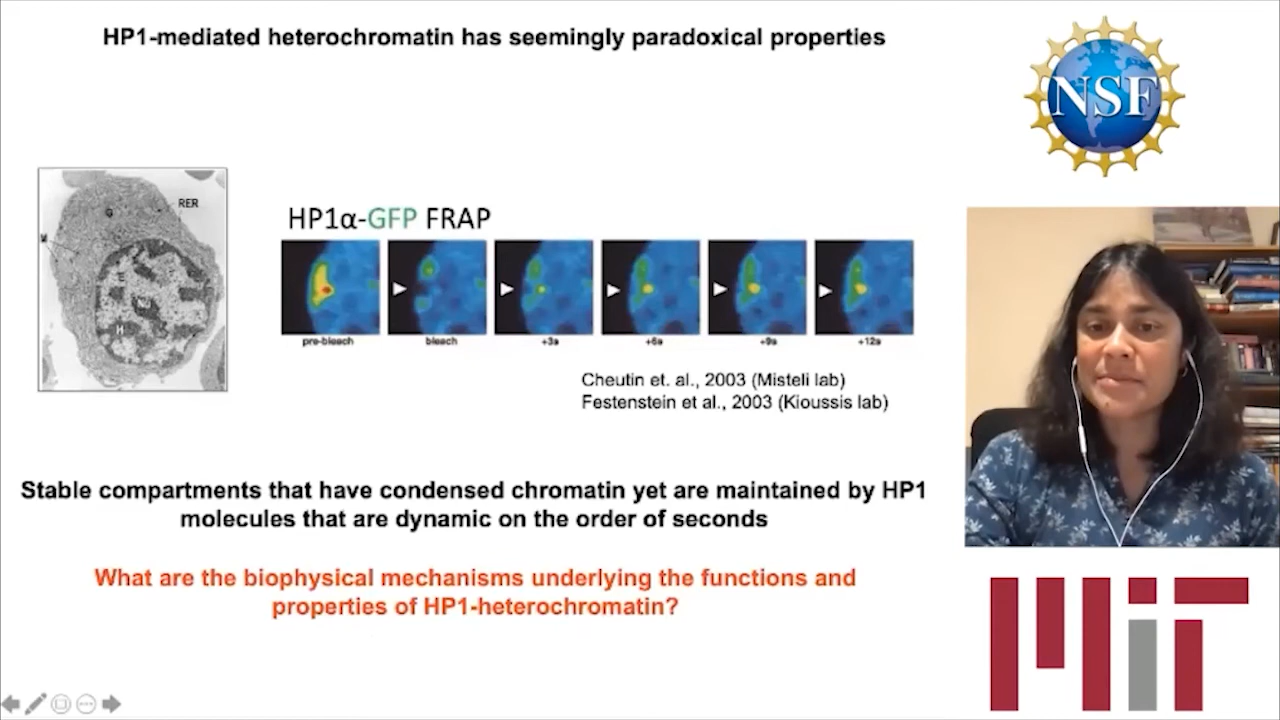 HP1-mediated heterochromatin has seemingly paradoxical properties
NSF
RER
G
M
Nu
H
HP1α-GFP FRAP
pre-bleach
bleach
+3s
+6s
+9s
+12s
Cheutin et. al., 2003 (Misteli lab)
Festenstein et al., 2003 (Kioussis lab)
Stable compartments that have condensed chromatin yet are maintained by HP1
molecules that are dynamic on the order of seconds
What are the biophysical mechanisms underlying the functions and
properties of HP1-heterochromatin?
MIT